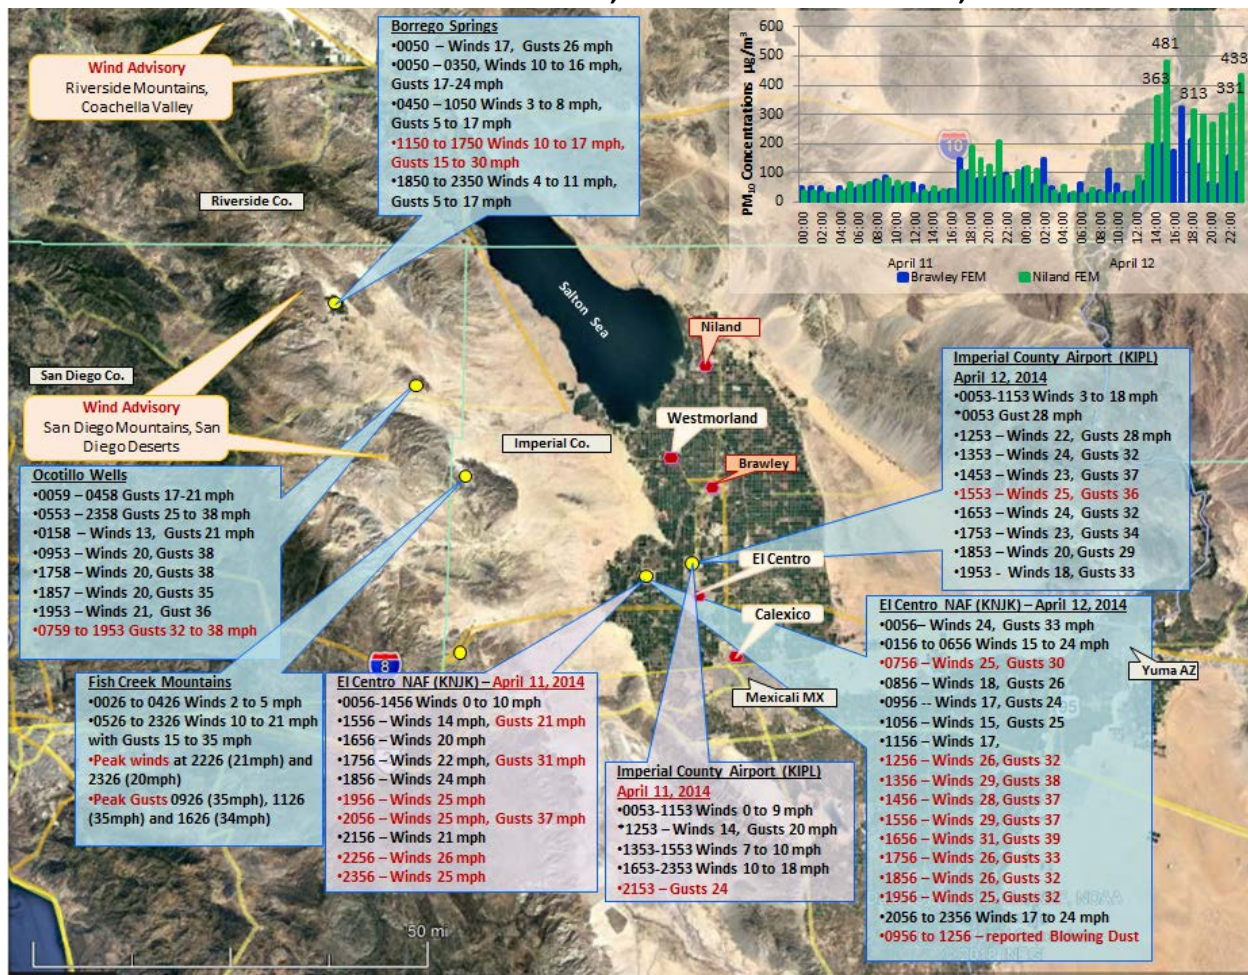 Borrego Springs
•0050 – Winds 17, Gusts 26 mph
•0050 – 0350, Winds 10 to 16 mph,
Gusts 17-24 mph
•0450 – 1050 Winds 3 to 8 mph,
Gusts 5 to 17 mph
•1150 to 1750 Winds 10 to 17 mph,
Gusts 15 to 30 mph
•1850 to 2350 Winds 4 to 11 mph,
Gusts 5 to 17 mph
Wind Advisory
Riverside Mountains,
Coachella Valley
PM10 Concentrations µg/m³
600
500
400
300
200
100
0
363
481
313
331
433
10
00:00
02:00
04:00
06:00
08:00
10:00
12:00
14:00
16:00
18:00
20:00
22:00
00:00
02:00
04:00
06:00
08:00
10:00
12:00
14:00
16:00
18:00
20:00
22:00
April 11
April 12
Brawley FEM
Niland FEM
Riverside Co.
Salton Sea
Niland
San Diego Co.
Wind Advisory
San Diego Mountains, San
Diego Deserts
Imperial Co.
Westmorland
Brawley
El Centro
Calexico
Mexicali MX
Yuma AZ
8
95
Imperial County Airport (KIPL)
April 12, 2014
•0053-1153 Winds 3 to 18 mph
•0053 Gust 28 mph
•1253 – Winds 22, Gusts 28 mph
•1353 – Winds 24, Gusts 32
•1453 – Winds 23, Gusts 37
•1553 – Winds 25, Gusts 36
•1653 – Winds 24, Gusts 32
•1753 – Winds 23, Gusts 34
•1853 – Winds 20, Gusts 29
•1953 - Winds 18, Gusts 33
Ocotillo Wells
•0059 – 0458 Gusts 17-21 mph
•0553 – 2358 Gusts 25 to 38 mph
•0158 – Winds 13, Gusts 21 mph
•0953 – Winds 20, Gusts 38
•1758 – Winds 20, Gusts 38
•1857 – Winds 20, Gusts 35
•1953 – Winds 21, Gust 36
•0759 to 1953 Gusts 32 to 38 mph
Fish Creek Mountains
•0026 to 0426 Winds 2 to 5 mph
•0526 to 2326 Winds 10 to 21 mph
with Gusts 15 to 35 mph
•Peak winds at 2226 (21mph) and
2326 (20mph)
•Peak Gusts 0926 (35mph), 1126
(35mph) and 1626 (34mph)
El Centro NAF (KNJK) – April 11, 2014
•0056-1456 Winds 0 to 10 mph
•1556 – Winds 14 mph, Gusts 21 mph
•1656 – Winds 20 mph
•1756 – Winds 22 mph, Gusts 31 mph
•1856 – Winds 24 mph
•1956 – Winds 25 mph
•2056 – Winds 25 mph, Gusts 37 mph
•2156 – Winds 21 mph
•2256 – Winds 26 mph
•2356 – Winds 25 mph
Imperial County Airport (KIPL)
April 11, 2014
•0053-1153 Winds 0 to 9 mph
•1253 – Winds 14, Gusts 20 mph
•1353-1553 Winds 7 to 10 mph
•1653-2353 Winds 10 to 18 mph
•2153 – Gusts 24
El Centro NAF (KNJK) – April 12, 2014
•0056– Winds 24, Gusts 33 mph
•0156 to 0656 Winds 15 to 24 mph
•0756 – Winds 25, Gusts 30
•0856 – Winds 18, Gusts 26
•0956 -- Winds 17, Gusts 24
•1056 – Winds 15, Gusts 25
•1156 – Winds 17,
•1256 – Winds 26, Gusts 32
•1356 – Winds 29, Gusts 38
•1456 – Winds 28, Gusts 37
•1556 – Winds 29, Gusts 37
•1656 – Winds 31, Gusts 39
•1756 – Winds 26, Gusts 33
•1856 – Winds 26, Gusts 32
•1956 – Winds 25, Gusts 32
•2056 to 2356 Winds 17 to 24 mph
•0956 to 1256 – reported Blowing Dust
50 mi